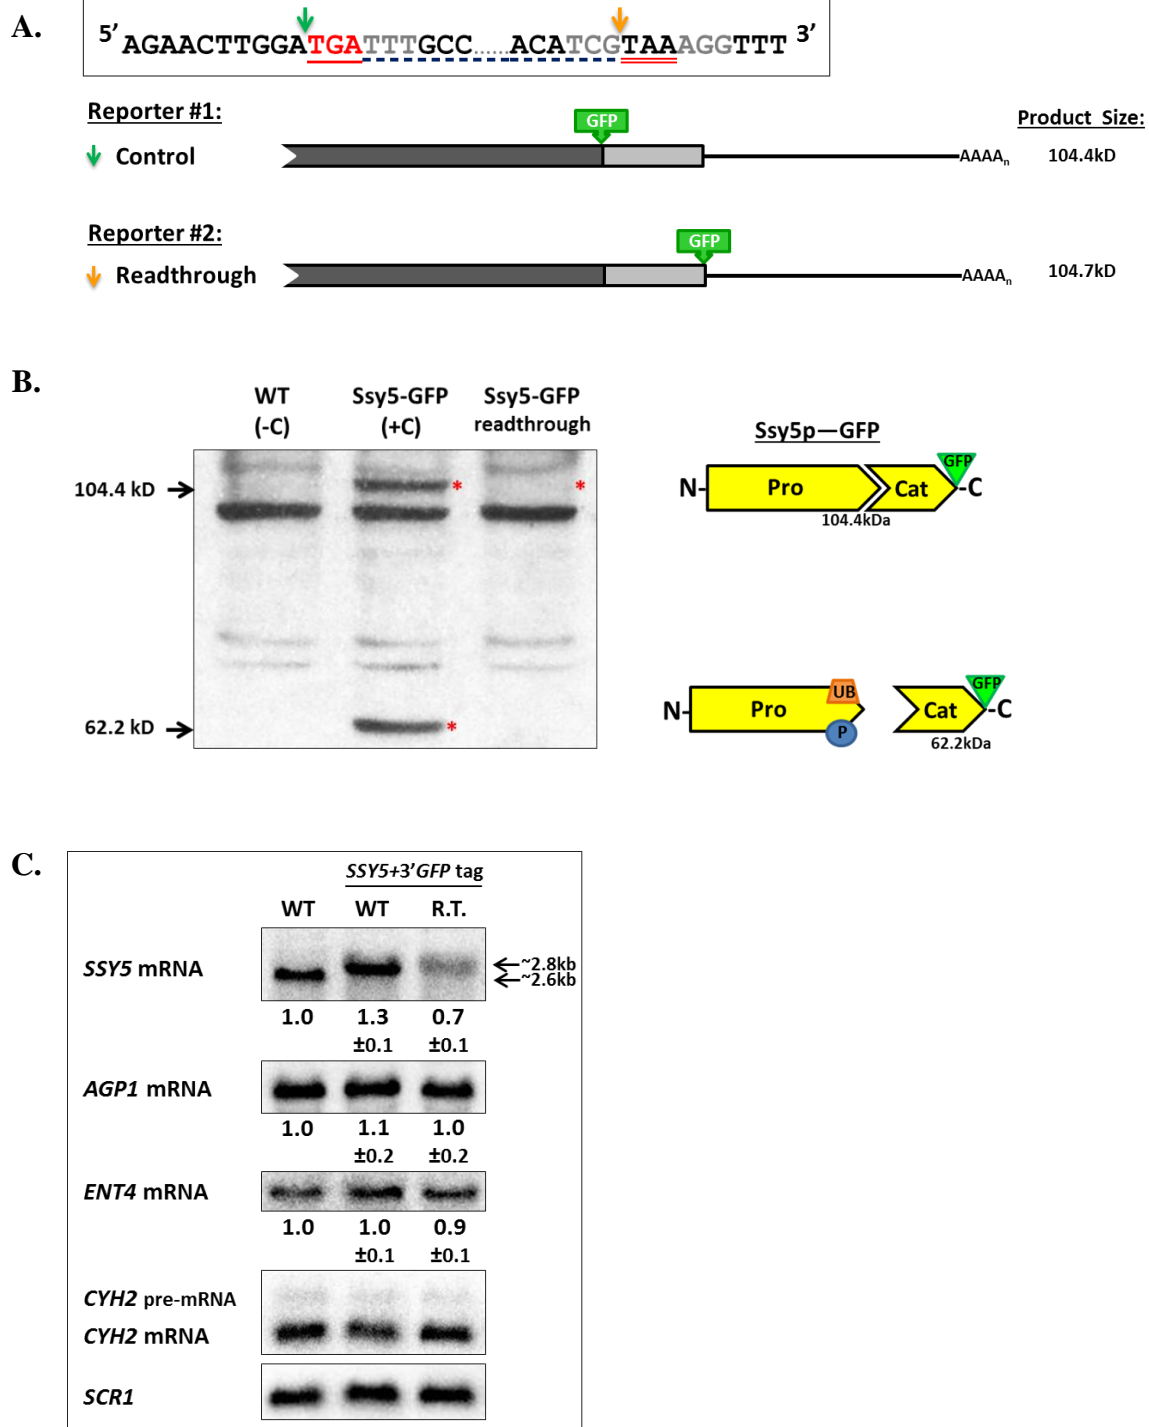 A.
5’ AGAACTTGGATGATTTGCC......ACATCGTAAAGGTTT 3’
Reporter #1:
Product Size:
GFP
Control
AAAAn
104.4kD
Reporter #2:
GFP
Readthrough
AAAAn
104.7kD
B.
WT
(-C)
Ssy5-GFP
(+C)
Ssy5-GFP
readthrough
Ssy5p—GFP
104.4 kD
*
*
N-
Pro
Cat
GFP
-C
104.4kDa
62.2 kD
*
N-
Pro
UB
P
Cat
GFP
-C
62.2kDa
C.
SSY5+3’GFP tag
WT
WT
R.T.
SSY5 mRNA
~2.8kb
~2.6kb
1.0 1.3 0.7
±0.1 ±0.1
AGP1 mRNA
1.0 1.1 1.0
±0.2 ±0.2
ENT4 mRNA
1.0 1.0 0.9
±0.1 ±0.1
CYH2 pre-mRNA
CYH2 mRNA
SCR1